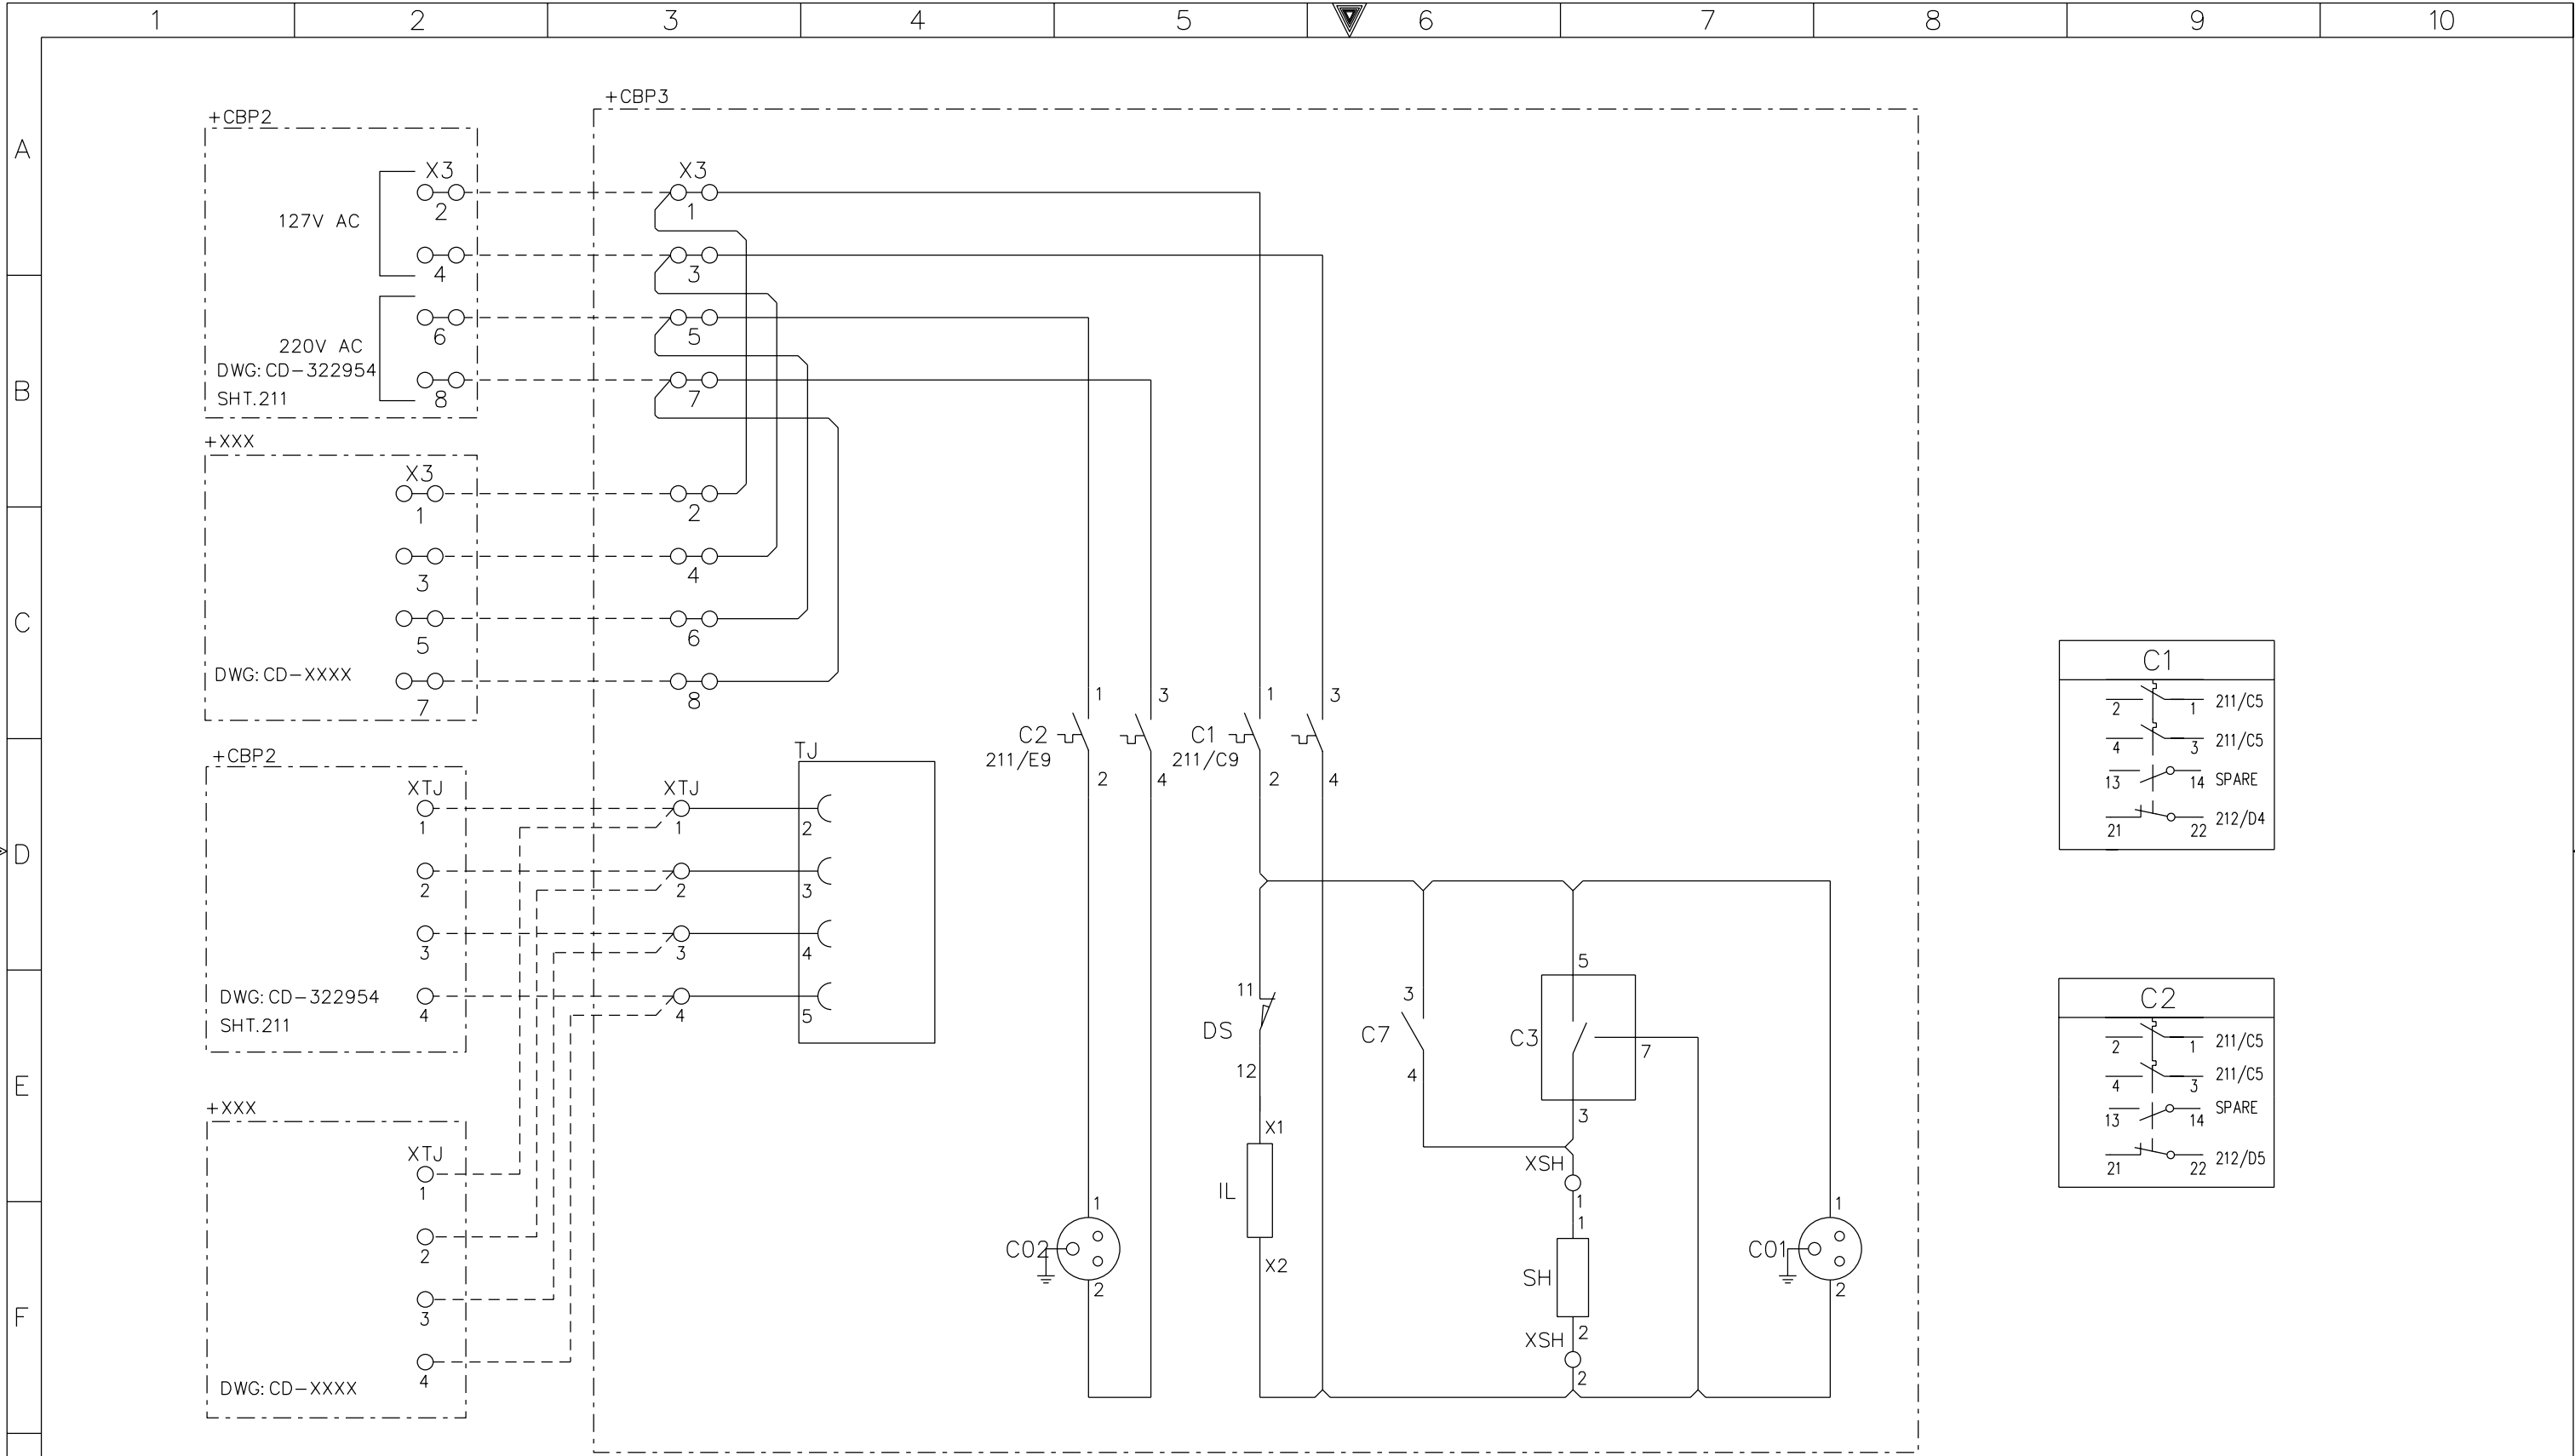 1 2 3 4 5 6 7 8 9 10
A
B
C
D
E
F
+CBP2
X3
2
127V AC
4
6
220V AC
DWG: CD-322954
SHT.211
8
+XXX
X3
1
3
5
DWG: CD-XXXX
7
+CBP2
XTJ
1
2
3
DWG: CD-322954
4
SHT.211
+XXX
XTJ
1
2
3
4
DWG: CD-XXXX
+CBP3
X3
1
3
5
7
2
4
6
8
XTJ
1
2
3
4
TJ
2
3
4
5
1 3
C2
211/E9
2 4
1 3
C1
211/C9
2 4
CO2
1
2
11
DS
12
X1
IL
X2
3
C7
4
5
C3
7
3
XSH
1
1
SH
2
XSH
2
CO1
1
2
C1
2 1 211/C5
4 3 211/C5
13 14 SPARE
21 22 212/D4
C2
2 1 211/C5
4 3 211/C5
13 14 SPARE
21 22 212/D5